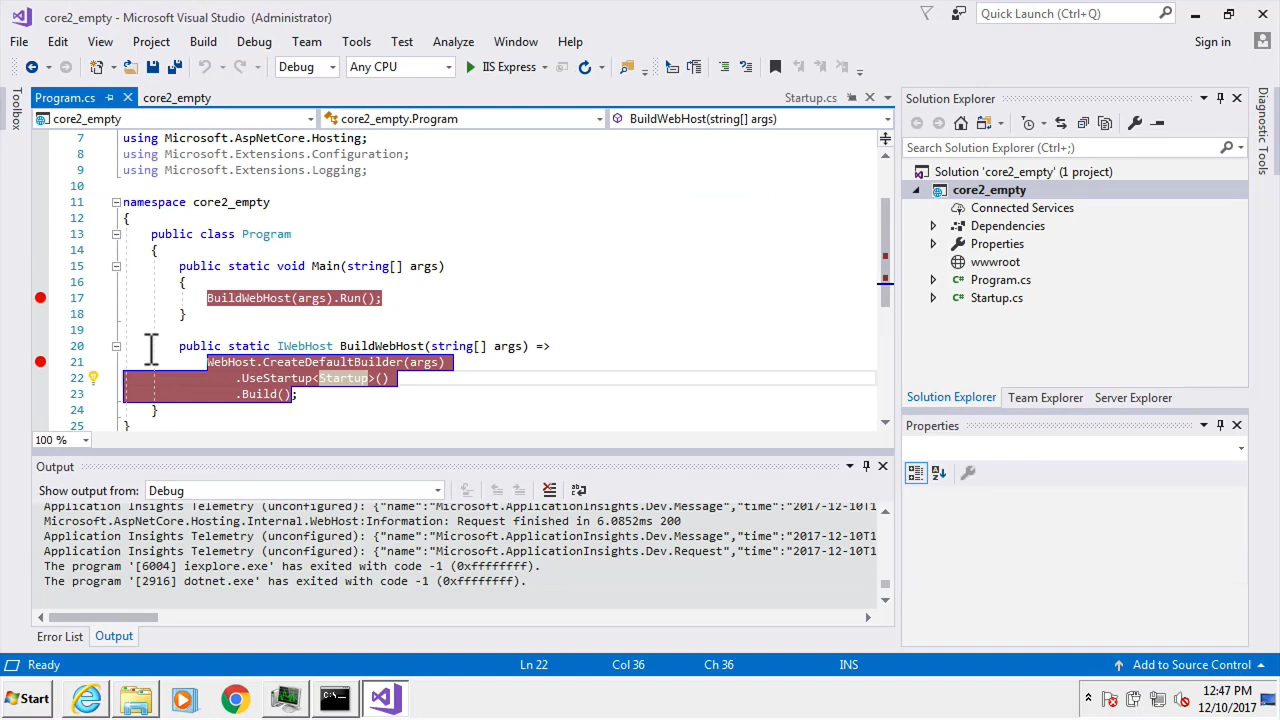 core2_empty - Microsoft Visual Studio (Administrator)
Quick Launch (Ctrl+Q)
File Edit View Project Build Debug Team Tools Test Analyze Window Help
Sign in
Debug Any CPU IIS Express
Toolbox
Program.cs core2_empty Startup.cs
core2_empty core2_empty.Program BuildWebHost(string[] args)
7 using Microsoft.AspNetCore.Hosting;
8 using Microsoft.Extensions.Configuration;
9 using Microsoft.Extensions.Logging;
10
11 namespace core2_empty
12 {
13 public class Program
14 {
15 public static void Main(string[] args)
16 {
17 BuildWebHost(args).Run();
18 }
19
20 public static IWebHost BuildWebHost(string[] args) =>
21 WebHost.CreateDefaultBuilder(args)
22 .UseStartup<Startup>()
23 .Build();
24 }
25 }
100 %
Solution Explorer
Search Solution Explorer (Ctrl+;)
Solution 'core2_empty' (1 project)
core2_empty
Connected Services
Dependencies
Properties
wwwroot
C# Program.cs
C# Startup.cs
Solution Explorer Team Explorer Server Explorer
Properties
Diagnostic Tools
Output
Show output from: Debug
Application Insights Telemetry (unconfigured): {"name":"Microsoft.ApplicationInsights.Dev.Message","time":"2017-12-10T1
Microsoft.AspNetCore.Hosting.Internal.WebHost:Information: Request finished in 6.0852ms 200
Application Insights Telemetry (unconfigured): {"name":"Microsoft.ApplicationInsights.Dev.Message","time":"2017-12-10T1
Application Insights Telemetry (unconfigured): {"name":"Microsoft.ApplicationInsights.Dev.Request","time":"2017-12-10T1
The program '[6004] iexplore.exe' has exited with code -1 (0xffffffff).
The program '[2916] dotnet.exe' has exited with code -1 (0xffffffff).
Error List Output
Ready Ln 22 Col 36 Ch 36 INS Add to Source Control
Start
12:47 PM
12/10/2017